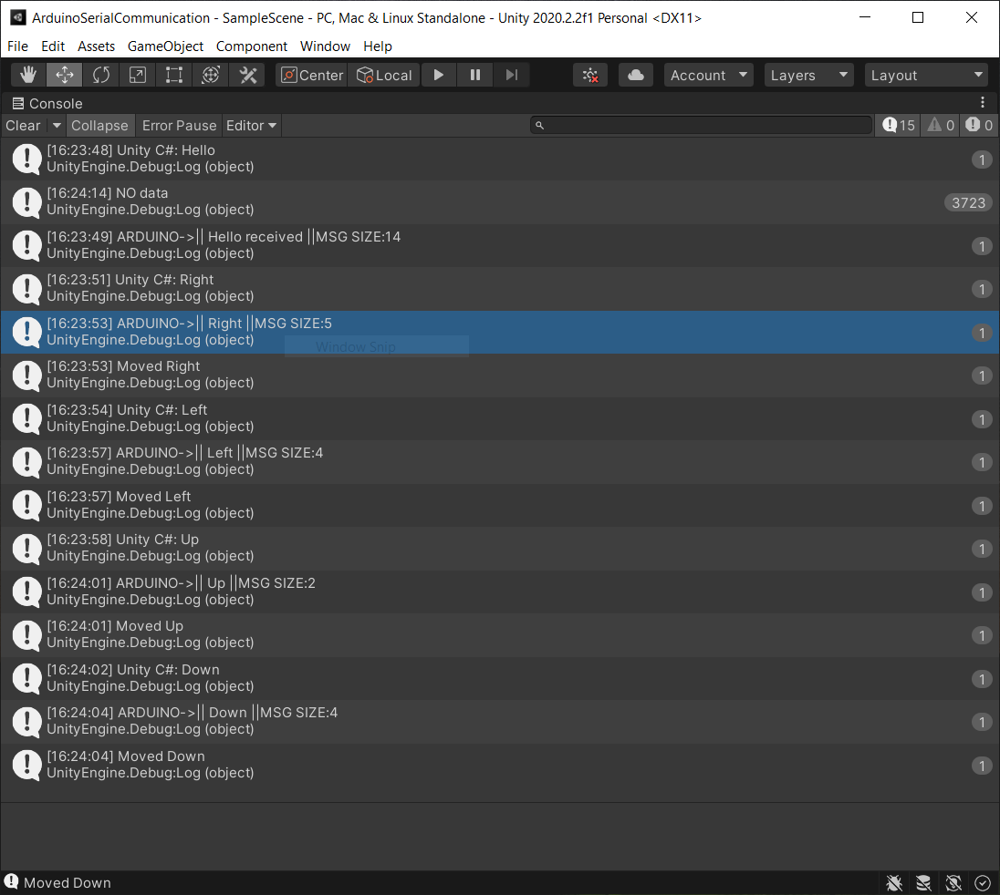 ArduinoSerialCommunication - SampleScene - PC, Mac & Linux Standalone - Unity 2020.2.2f1 Personal <DX11>
File Edit Assets GameObject Component Window Help
Center Local Account Layers Layout
Console
Clear Collapse Error Pause Editor 15 0 0
[16:23:48] Unity C#: Hello
UnityEngine.Debug:Log (object)
1
[16:24:14] NO data
UnityEngine.Debug:Log (object)
3723
[16:23:49] ARDUINO->|| Hello received ||MSG SIZE:14
UnityEngine.Debug:Log (object)
1
[16:23:51] Unity C#: Right
UnityEngine.Debug:Log (object)
1
[16:23:53] ARDUINO->|| Right ||MSG SIZE:5
UnityEngine.Debug:Log (object)
1
Window Snip
[16:23:53] Moved Right
UnityEngine.Debug:Log (object)
1
[16:23:54] Unity C#: Left
UnityEngine.Debug:Log (object)
1
[16:23:57] ARDUINO->|| Left ||MSG SIZE:4
UnityEngine.Debug:Log (object)
1
[16:23:57] Moved Left
UnityEngine.Debug:Log (object)
1
[16:23:58] Unity C#: Up
UnityEngine.Debug:Log (object)
1
[16:24:01] ARDUINO->|| Up ||MSG SIZE:2
UnityEngine.Debug:Log (object)
1
[16:24:01] Moved Up
UnityEngine.Debug:Log (object)
1
[16:24:02] Unity C#: Down
UnityEngine.Debug:Log (object)
1
[16:24:04] ARDUINO->|| Down ||MSG SIZE:4
UnityEngine.Debug:Log (object)
1
[16:24:04] Moved Down
UnityEngine.Debug:Log (object)
1
Moved Down